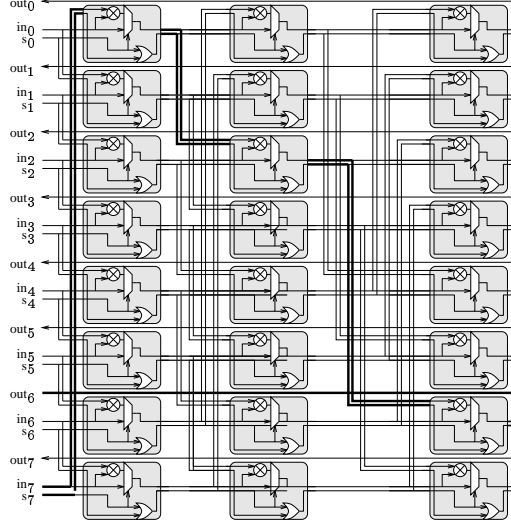 out0
in0
s0
out1
in1
s1
out2
in2
s2
out3
in3
s3
out4
in4
s4
out5
in5
s5
out6
in6
s6
out7
in7
s7